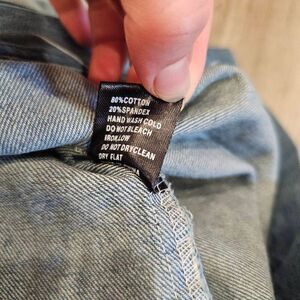 80%COTTON
20%SPANDEX
HAND WASH COLD
DO NOT BLEACH
IRON LOW
DO NOT DRYCLEAN
DRY FLAT